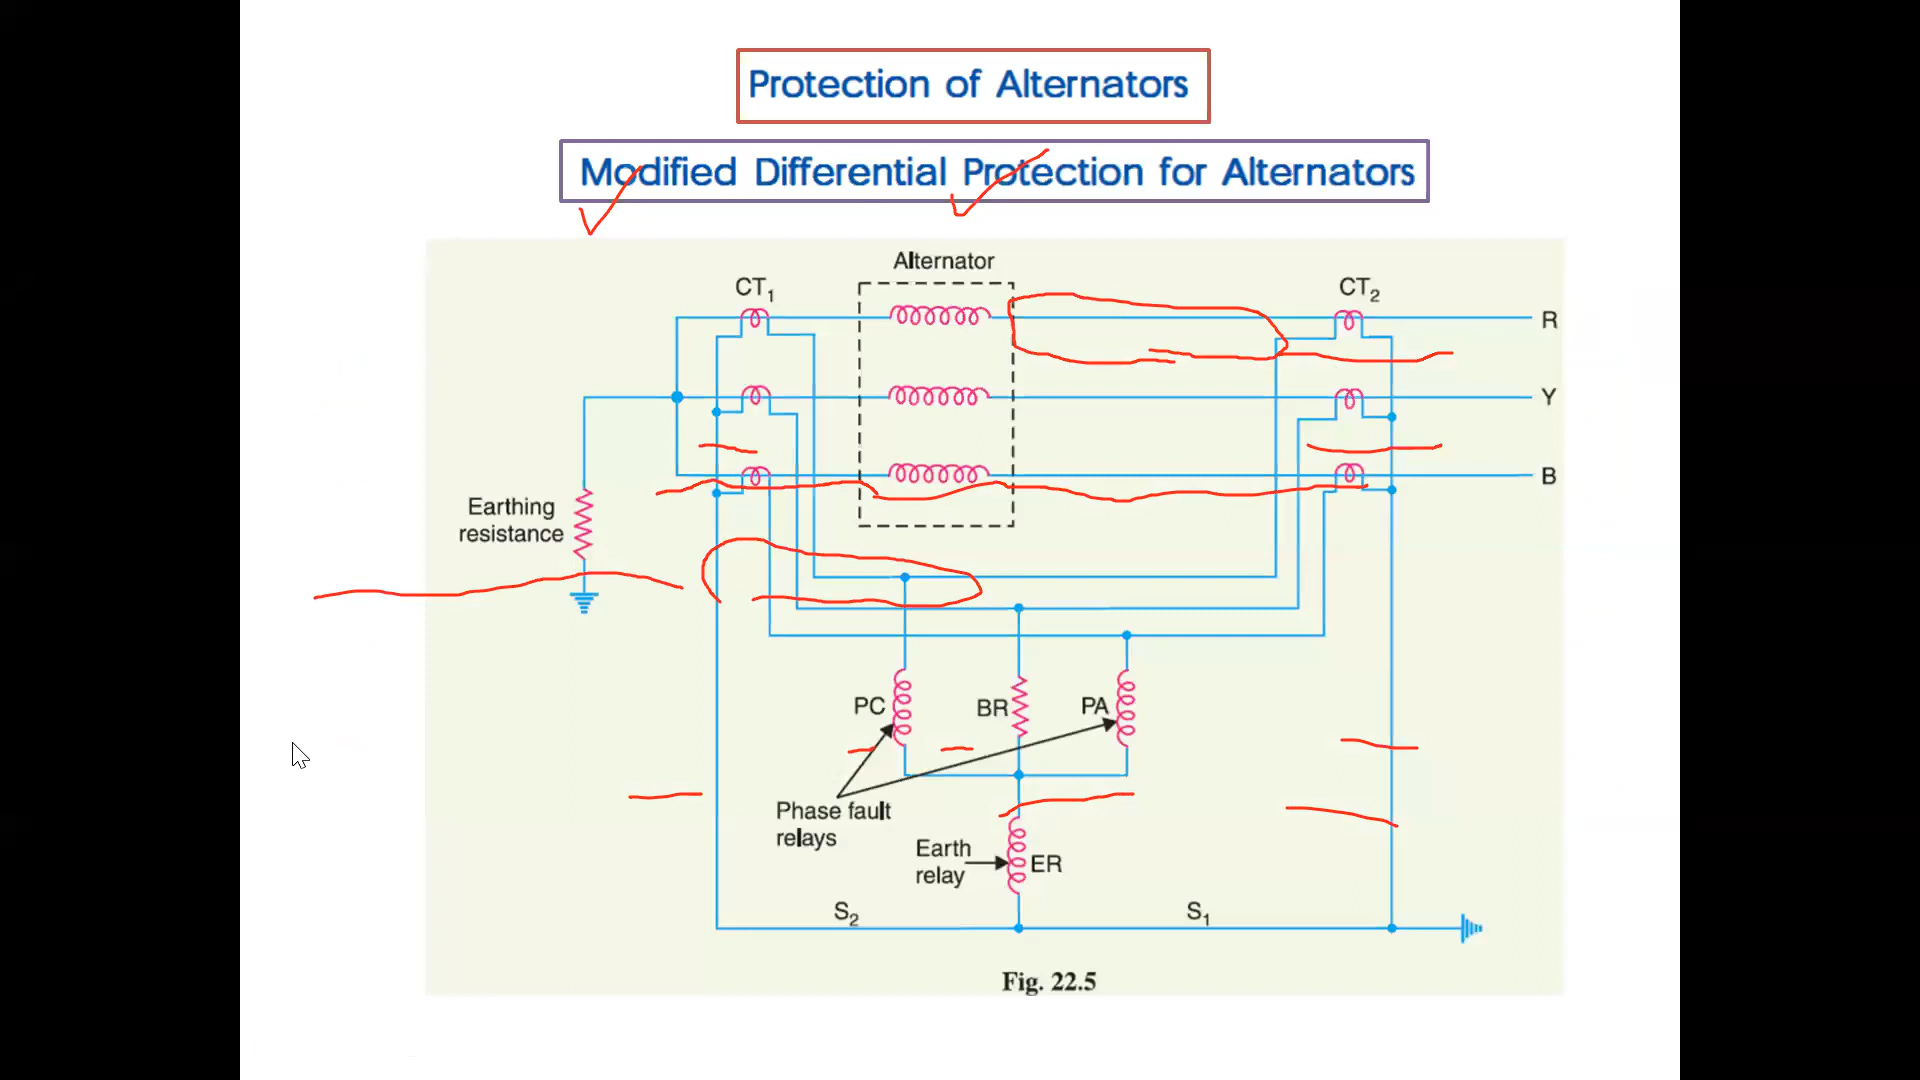 Protection of Alternators
Modified Differential Protection for Alternators
Alternator
CT1
CT2
R
Y
B
Earthing
resistance
PC
BR
PA
Phase fault
relays
Earth
relay
ER
S2
S1
Fig. 22.5